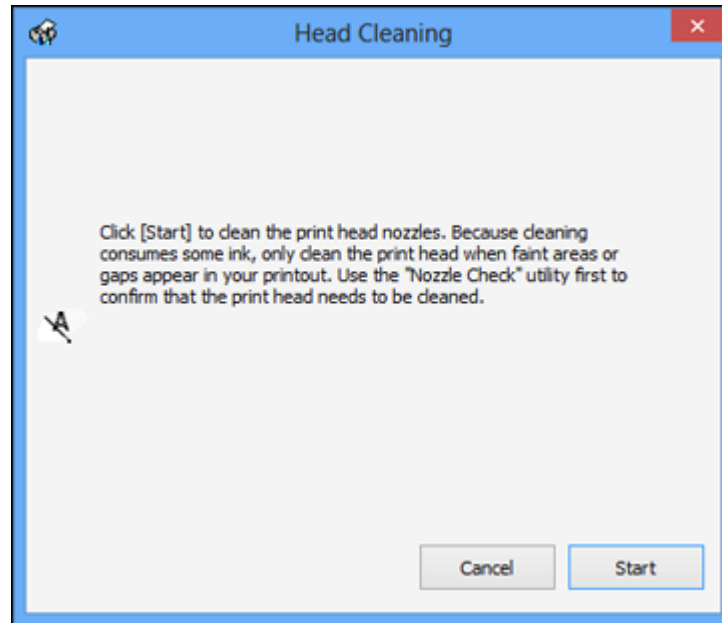 Head Cleaning
Click [Start] to clean the print head nozzles. Because cleaning
consumes some ink, only clean the print head when faint areas or
gaps appear in your printout. Use the "Nozzle Check" utility first to
confirm that the print head needs to be cleaned.
A
Cancel
Start